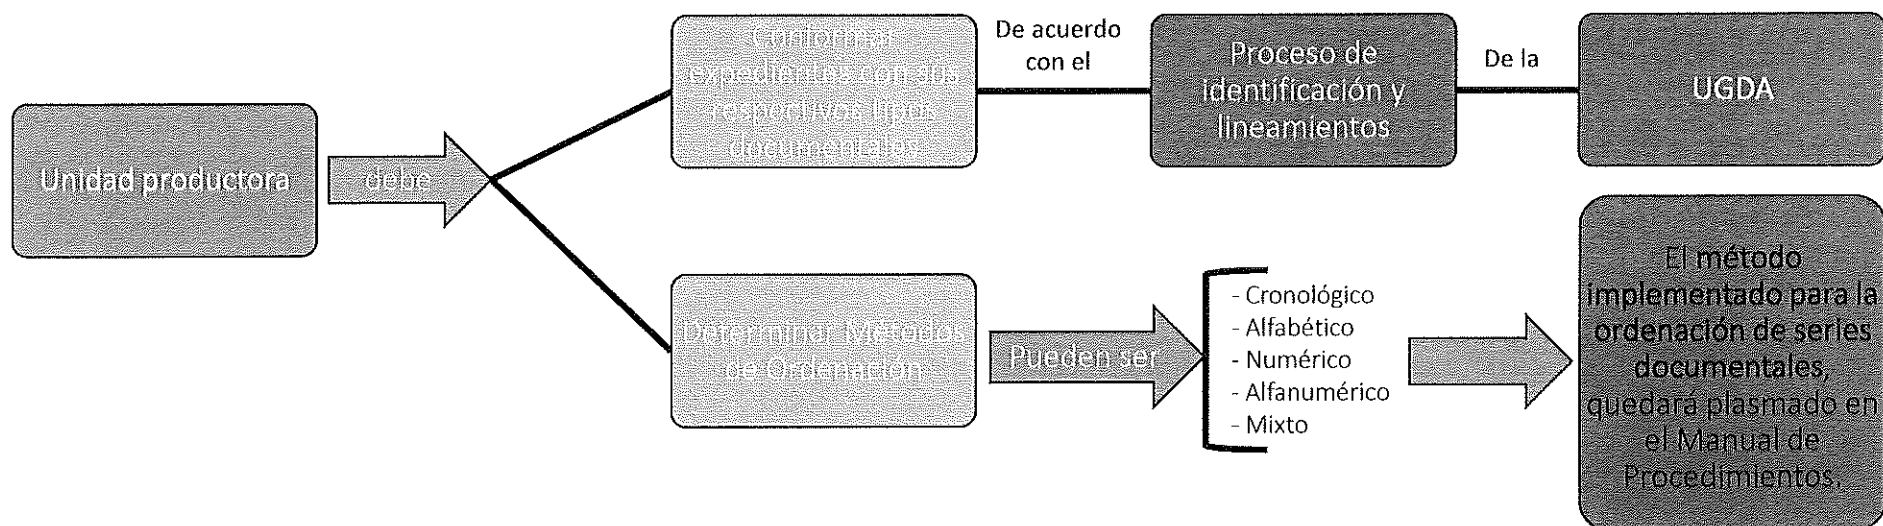 Unidad productora
debe
Conformar
expedientes con sus
respectivos tipos
documentales
De acuerdo
con el
Proceso de
identificación y
lineamientos
De la
UGDA
Determinar Métodos
de Ordenación
Pueden ser
- Cronológico
- Alfabético
- Numérico
- Alfanumérico
- Mixto
El método
implementado para la
ordenación de series
documentales,
quedará plasmado en
el Manual de
Procedimientos.